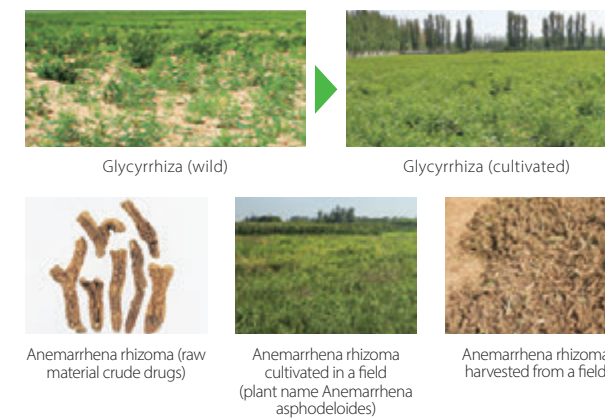 Glycyrrhiza (wild)
Glycyrrhiza (cultivated)
Anemarrhena rhizoma (raw
material crude drugs)
Anemarrhena rhizoma
cultivated in a field
(plant name Anemarrhena
asphodeloides)
Anemarrhena rhizoma
harvested from a field